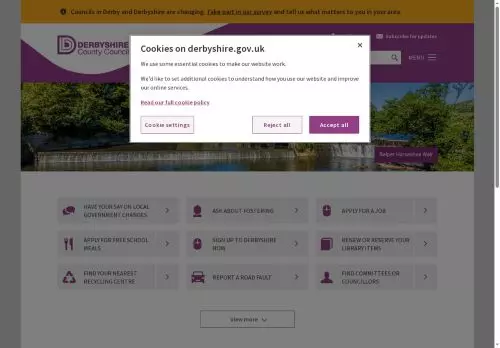 Councils in Derby and Derbyshire are changing. Take part in our survey and tell us what matters to you in your area.
DERBYSHIRE
County Council
Subscribe for updates
MENU
Cookies on derbyshire.gov.uk
We use some essential cookies to make our website work.
We'd like to set additional cookies to understand how you use our website and improve
our online services.
Read our full cookie policy
Cookie settings
Reject all
Accept all
Belper Horseshoe Weir
HAVE YOUR SAY ON LOCAL
GOVERNMENT CHANGES
ASK ABOUT FOSTERING
APPLY FOR A JOB
APPLY FOR FREE SCHOOL
MEALS
SIGN UP TO DERBYSHIRE
NOW
RENEW OR RESERVE YOUR
LIBRARY ITEMS
FIND YOUR NEAREST
RECYCLING CENTRE
REPORT A ROAD FAULT
FIND COMMITTEES OR
COUNCILLORS
View more